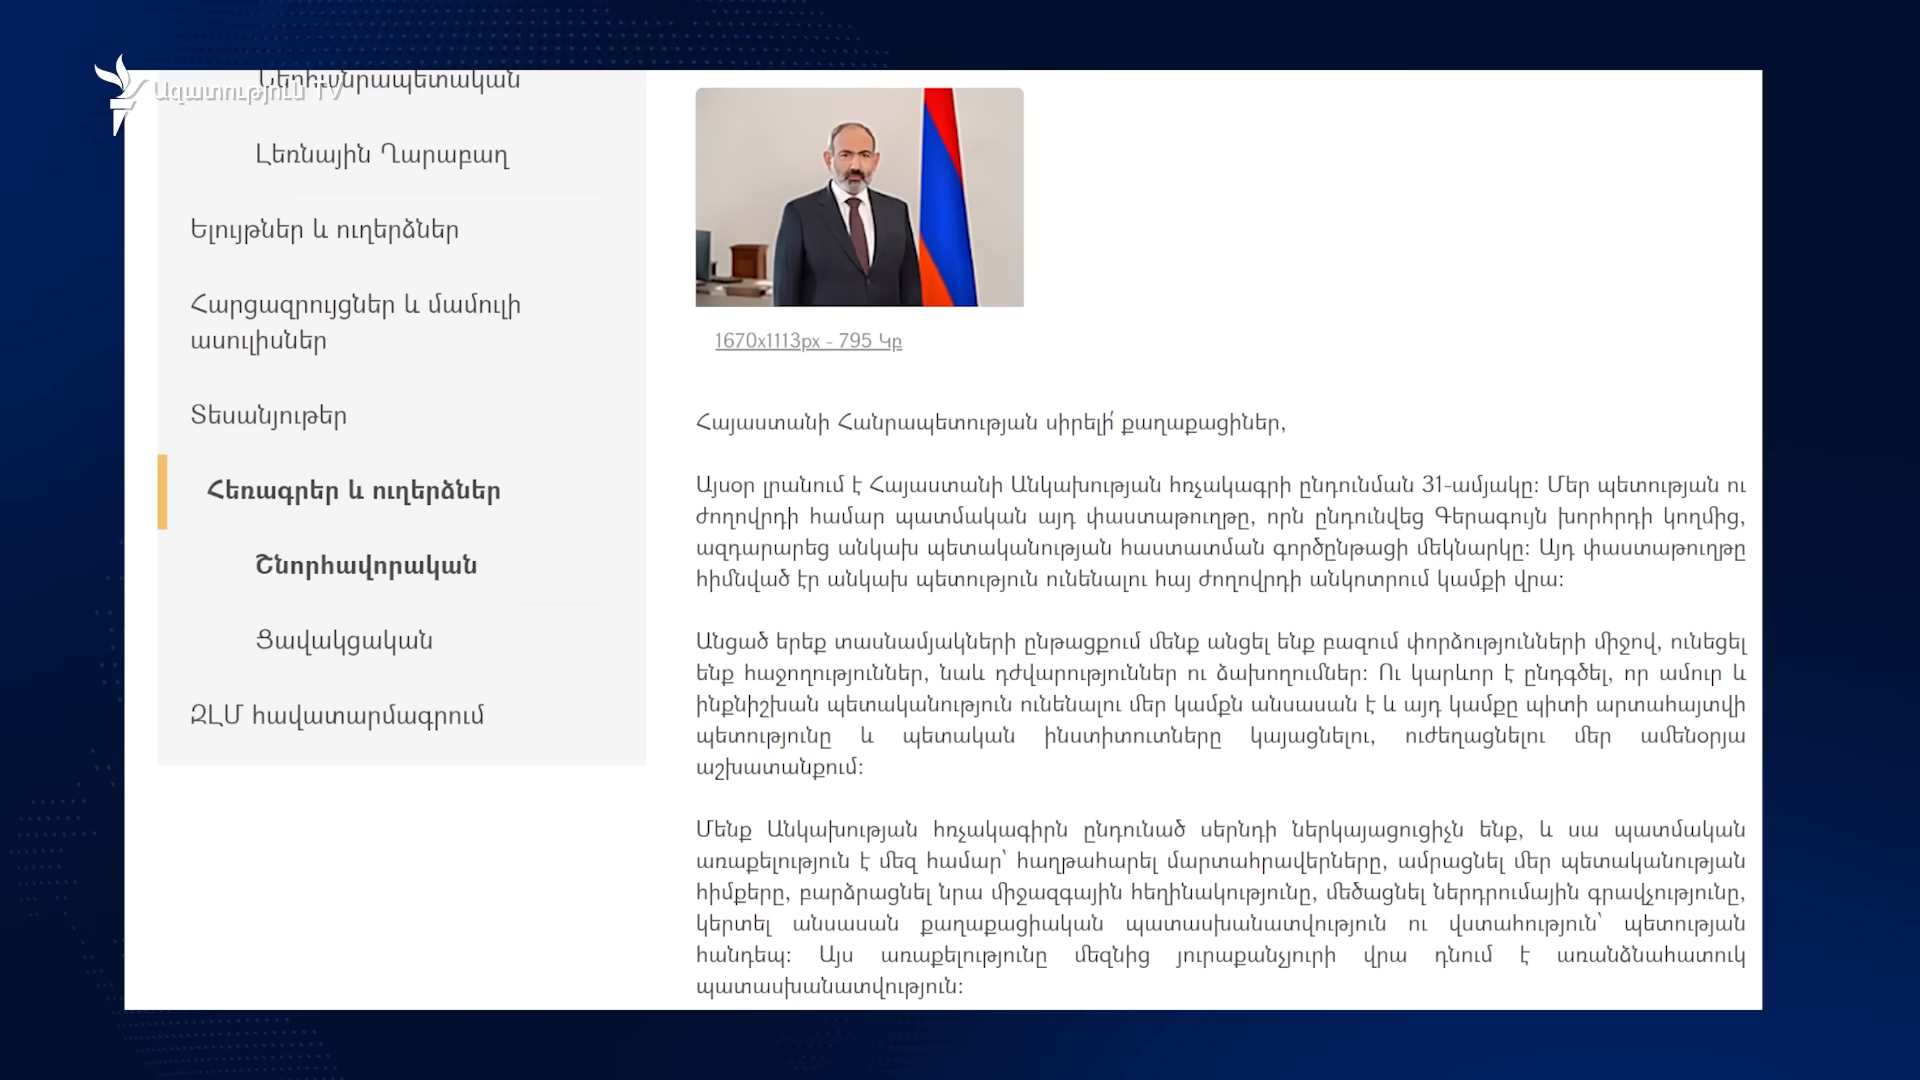 Ազատություն TV
Ներհանրապետական
Լեռնային Ղարաբաղ
Ելույթներ և ուղերձներ
Հարցազրույցներ և մամուլի
ասուլիսներ
Տեսանյութեր
Հեռագրեր և ուղերձներ
Շնորհավորական
Ցավակցական
ԶԼՄ հավատարմագրում
1670x1113px - 795 Կբ
Հայաստանի Հանրապետության սիրելի՛ քաղաքացիներ,
Այսօր լրանում է Հայաստանի Անկախության հռչակագրի ընդունման 31-ամյակը: Մեր պետության ու
ժողովրդի համար պատմական այդ փաստաթուղթը, որն ընդունվեց Գերագույն խորհրդի կողմից,
ազդարարեց անկախ պետականության հաստատման գործընթացի մեկնարկը: Այդ փաստաթուղթը
հիմնված էր անկախ պետություն ունենալու հայ ժողովրդի անկոտրում կամքի վրա:
Անցած երեք տասնամյակների ընթացքում մենք անցել ենք բազում փորձությունների միջով, ունեցել
ենք հաջողություններ, նաև դժվարություններ ու ձախողումներ: Ու կարևոր է ընդգծել, որ ամուր և
ինքնիշխան պետականություն ունենալու մեր կամքն անսասան է և այդ կամքը պիտի արտահայտվի
պետությունը և պետական ինստիտուտները կայացնելու, ուժեղացնելու մեր ամենօրյա
աշխատանքում:
Մենք Անկախության հռչակագիրն ընդունած սերնդի ներկայացուցիչն ենք, և սա պատմական
առաքելություն է մեզ համար՝ հաղթահարել մարտահրավերները, ամրացնել մեր պետականության
հիմքերը, բարձրացնել նրա միջազգային հեղինակությունը, մեծացնել ներդրումային գրավչությունը,
կերտել անսասան քաղաքացիական պատասխանատվություն ու վստահություն՝ պետության
հանդեպ: Այս առաքելությունը մեզնից յուրաքանչյուրի վրա դնում է առանձնահատուկ
պատասխանատվություն: